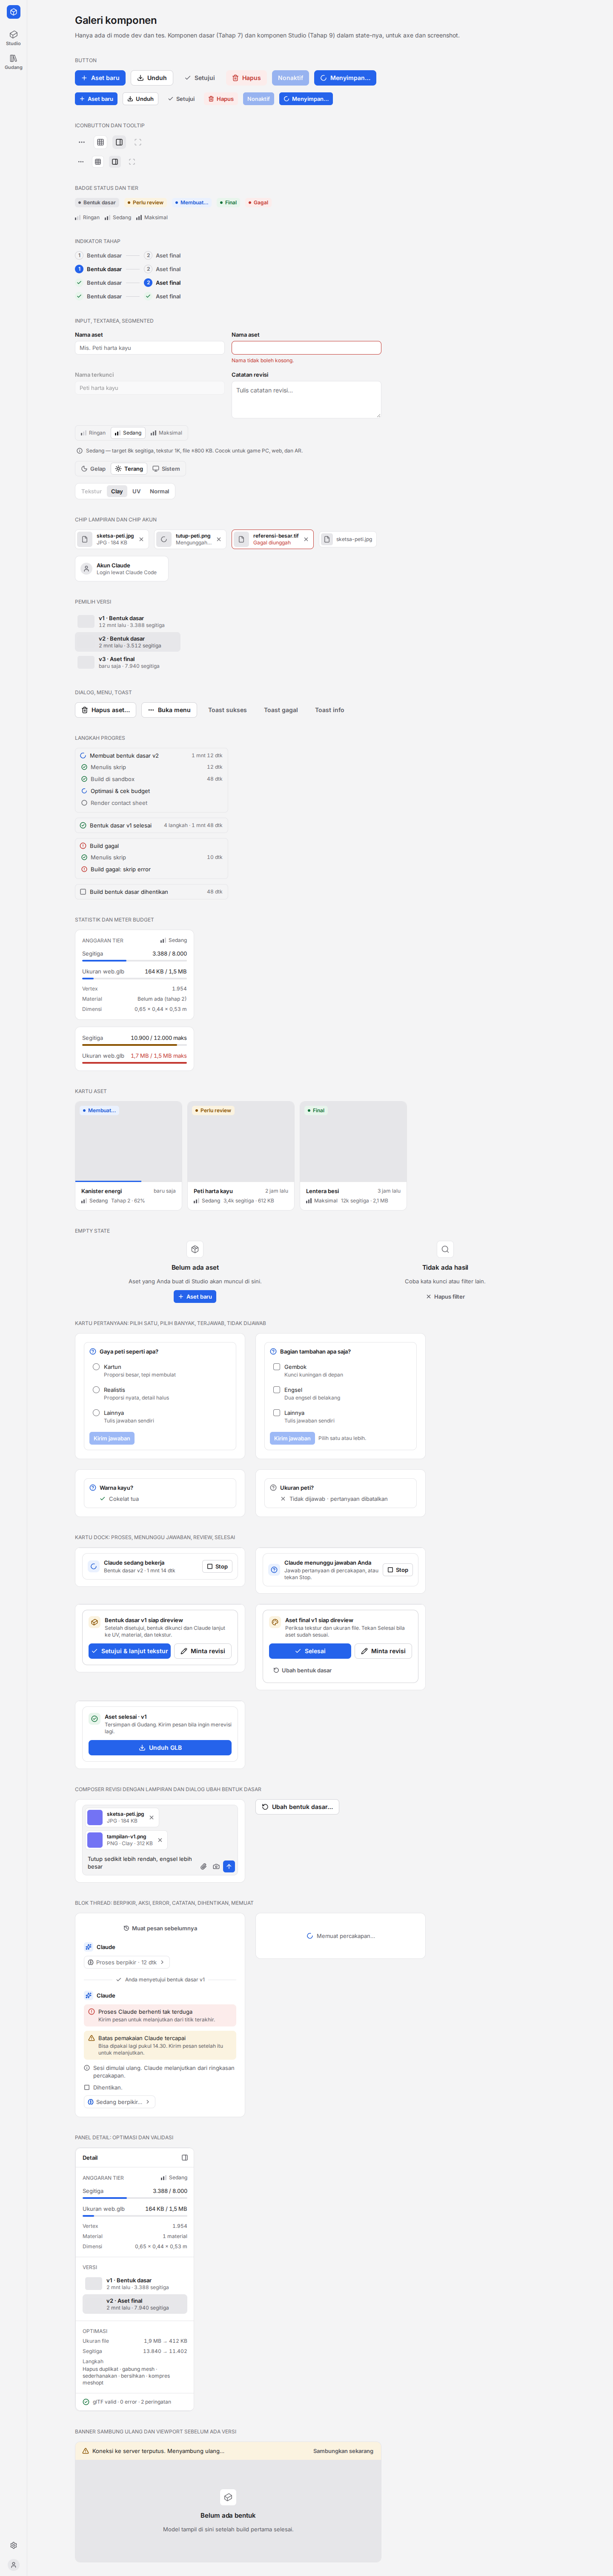 Galeri komponen
Hanya ada di mode dev dan tes. Komponen dasar (Tahap 7) dan komponen Studio (Tahap 9) dalam state-nya, untuk axe dan screenshot.
Studio
Gudang
BUTTON
Aset baru Unduh Setujui Hapus Nonaktif Menyimpan...
Aset baru Unduh Setujui Hapus Nonaktif Menyimpan...
ICONBUTTON DAN TOOLTIP
BADGE STATUS DAN TIER
Bentuk dasar Perlu review Membuat... Final Gagal
Ringan Sedang Maksimal
INDIKATOR TAHAP
1 Bentuk dasar 2 Aset final
1 Bentuk dasar 2 Aset final
Bentuk dasar 2 Aset final
Bentuk dasar Aset final
INPUT, TEXTAREA, SEGMENTED
Nama aset
Mis. Peti harta kayu
Nama aset
Nama tidak boleh kosong.
Nama terkunci
Peti harta kayu
Catatan revisi
Tulis catatan revisi...
Ringan Sedang Maksimal
Sedang — target 8k segitiga, tekstur 1K, file ≤800 KB. Cocok untuk game PC, web, dan AR.
Gelap Terang Sistem
Tekstur Clay UV Normal
CHIP LAMPIRAN DAN CHIP AKUN
sketsa-peti.jpg
JPG · 184 KB
tutup-peti.png
Mengunggah...
referensi-besar.tif
Gagal diunggah
sketsa-peti.jpg
Akun Claude
Login lewat Claude Code
PEMILIH VERSI
v1 · Bentuk dasar
12 mnt lalu · 3.388 segitiga
v2 · Bentuk dasar
2 mnt lalu · 3.512 segitiga
v3 · Aset final
baru saja · 7.940 segitiga
DIALOG, MENU, TOAST
Hapus aset... Buka menu Toast sukses Toast gagal Toast info
LANGKAH PROGRES
Membuat bentuk dasar v2 1 mnt 12 dtk
Menulis skrip 12 dtk
Build di sandbox 48 dtk
Optimasi & cek budget
Render contact sheet
Bentuk dasar v1 selesai 4 langkah · 1 mnt 48 dtk
Build gagal
Menulis skrip 10 dtk
Build gagal: skrip error
Build bentuk dasar dihentikan 48 dtk
STATISTIK DAN METER BUDGET
ANGGARAN TIER Sedang
Segitiga 3.388 / 8.000
Ukuran web.glb 164 KB / 1,5 MB
Vertex 1.954
Material Belum ada (tahap 2)
Dimensi 0,65 × 0,44 × 0,53 m
Segitiga 10.900 / 12.000 maks
Ukuran web.glb 1,7 MB / 1,5 MB maks
KARTU ASET
Membuat...
Kanister energi baru saja
Sedang Tahap 2 · 62%
Perlu review
Peti harta kayu 2 jam lalu
Sedang 3,4k segitiga · 612 KB
Final
Lentera besi 3 jam lalu
Maksimal 12k segitiga · 2,1 MB
EMPTY STATE
Belum ada aset
Aset yang Anda buat di Studio akan muncul di sini.
Aset baru
Tidak ada hasil
Coba kata kunci atau filter lain.
Hapus filter
KARTU PERTANYAAN: PILIH SATU, PILIH BANYAK, TERJAWAB, TIDAK DIJAWAB
Gaya peti seperti apa?
Kartun
Proporsi besar, tepi membulat
Realistis
Proporsi nyata, detail halus
Lainnya
Tulis jawaban sendiri
Kirim jawaban
Bagian tambahan apa saja?
Gembok
Kunci kuningan di depan
Engsel
Dua engsel di belakang
Lainnya
Tulis jawaban sendiri
Kirim jawaban Pilih satu atau lebih.
Warna kayu?
Cokelat tua
Ukuran peti?
Tidak dijawab · pertanyaan dibatalkan
KARTU DOCK: PROSES, MENUNGGU JAWABAN, REVIEW, SELESAI
Claude sedang bekerja
Bentuk dasar v2 · 1 mnt 14 dtk
Stop
Claude menunggu jawaban Anda
Jawab pertanyaan di percakapan, atau
tekan Stop.
Stop
Bentuk dasar v1 siap direview
Setelah disetujui, bentuk dikunci dan Claude lanjut
ke UV, material, dan tekstur.
Setujui & lanjut tekstur Minta revisi
Aset final v1 siap direview
Periksa tekstur dan ukuran file. Tekan Selesai bila
aset sudah sesuai.
Selesai Minta revisi
Ubah bentuk dasar
Aset selesai · v1
Tersimpan di Gudang. Kirim pesan bila ingin merevisi
lagi.
Unduh GLB
COMPOSER REVISI DENGAN LAMPIRAN DAN DIALOG UBAH BENTUK DASAR
sketsa-peti.jpg
JPG · 184 KB
tampilan-v1.png
PNG · Clay · 312 KB
Tutup sedikit lebih rendah, engsel lebih
besar
Ubah bentuk dasar...
BLOK THREAD: BERPIKIR, AKSI, ERROR, CATATAN, DIHENTIKAN, MEMUAT
Muat pesan sebelumnya
Claude
Proses berpikir · 12 dtk
Anda menyetujui bentuk dasar v1
Claude
Proses Claude berhenti tak terduga
Kirim pesan untuk melanjutkan dari titik terakhir.
Batas pemakaian Claude tercapai
Bisa dipakai lagi pukul 14.30. Kirim pesan setelah itu
untuk melanjutkan.
Sesi dimulai ulang. Claude melanjutkan dari ringkasan
percakapan.
Dihentikan.
Sedang berpikir...
Memuat percakapan...
PANEL DETAIL: OPTIMASI DAN VALIDASI
Detail
ANGGARAN TIER Sedang
Segitiga 3.388 / 8.000
Ukuran web.glb 164 KB / 1,5 MB
Vertex 1.954
Material 1 material
Dimensi 0,65 × 0,44 × 0,53 m
VERSI
v1 · Bentuk dasar
2 mnt lalu · 3.388 segitiga
v2 · Aset final
2 mnt lalu · 7.940 segitiga
OPTIMASI
Ukuran file 1,9 MB → 412 KB
Segitiga 13.840 → 11.402
Langkah
Hapus duplikat · gabung mesh ·
sederhanakan · bersihkan · kompres
meshopt
glTF valid · 0 error · 2 peringatan
BANNER SAMBUNG ULANG DAN VIEWPORT SEBELUM ADA VERSI
Koneksi ke server terputus. Menyambung ulang... Sambungkan sekarang
Belum ada bentuk
Model tampil di sini setelah build pertama selesai.